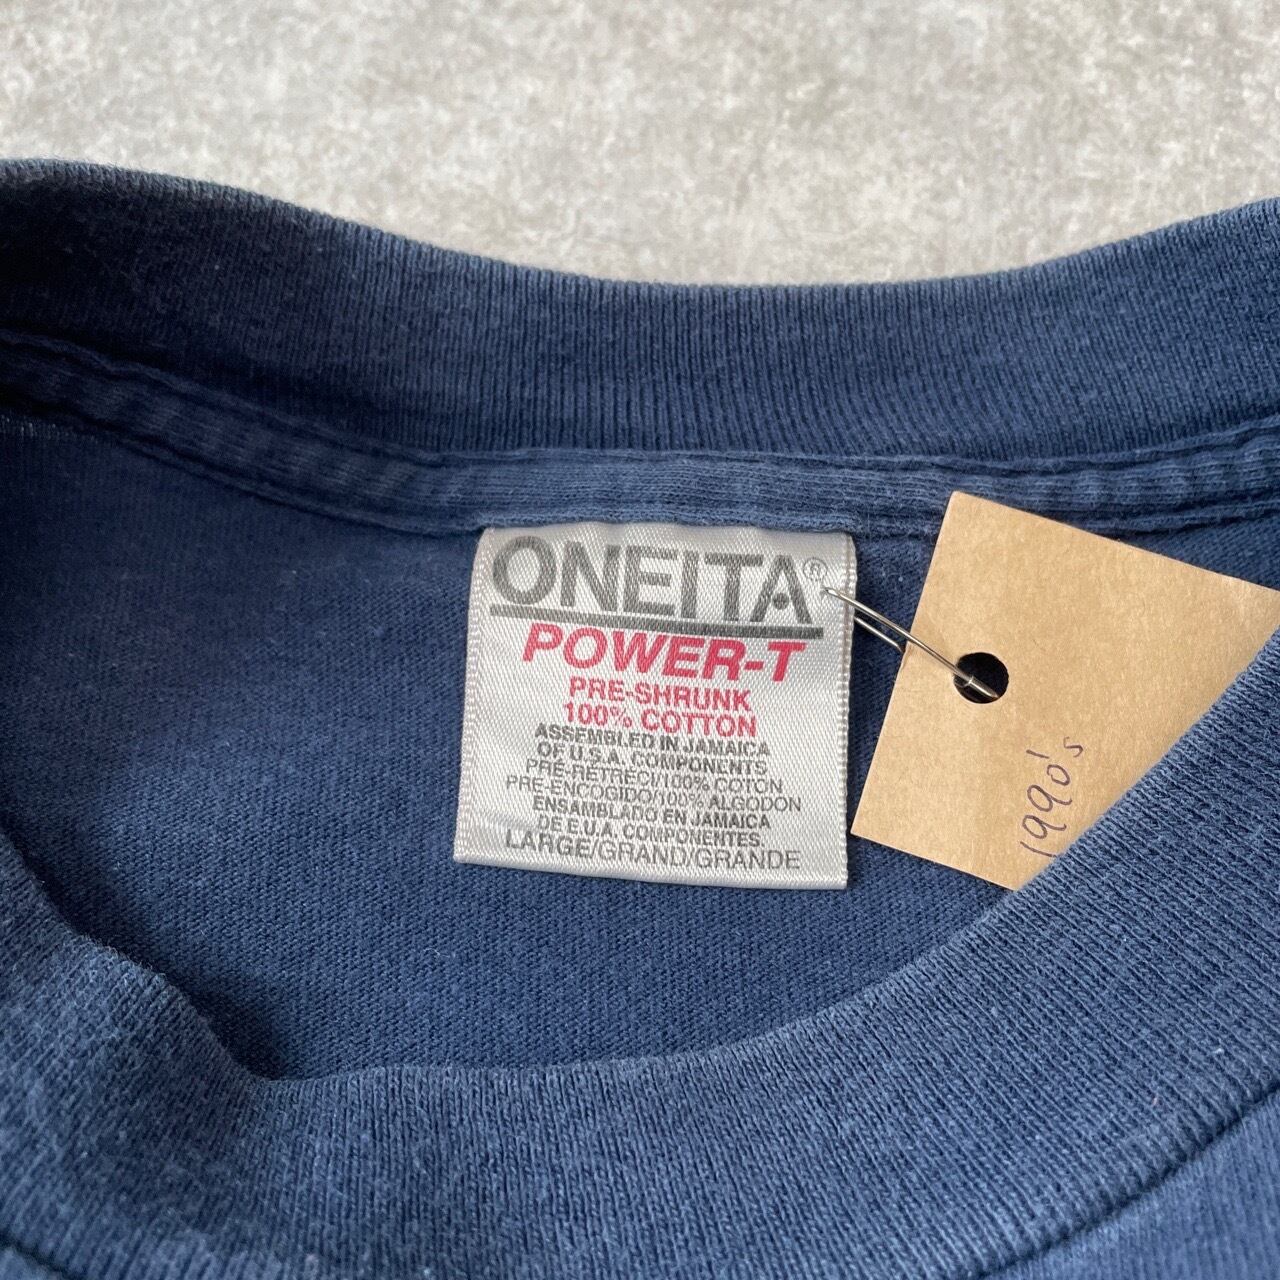 ONEITA®
POWER-T
PRE-SHRUNK
100% COTTON
ASSEMBLED IN JAMAICA
OF U.S.A. COMPONENTS
PRÉ-RÉTRÉCI/100% COTON
PRE-ENCOGIDO/100% ALGODON
ENSAMBLADO EN JAMAICA
DE E.U.A. COMPONENTES
LARGE/GRAND/GRANDE
1990's